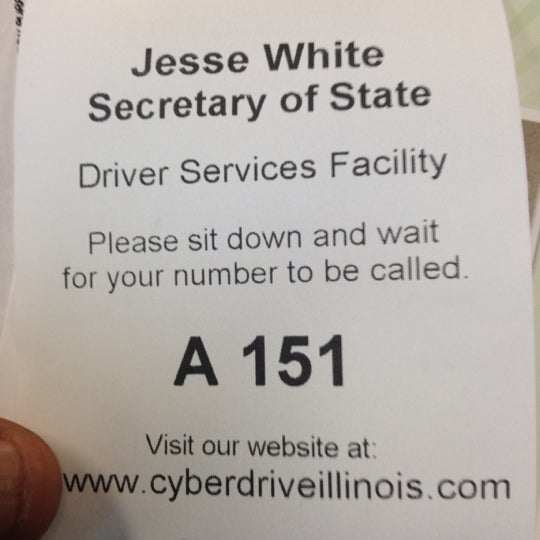 Jesse White
Secretary of State
Driver Services Facility
Please sit down and wait
for your number to be called.
A 151
Visit our website at:
www.cyberdriveillinois.com